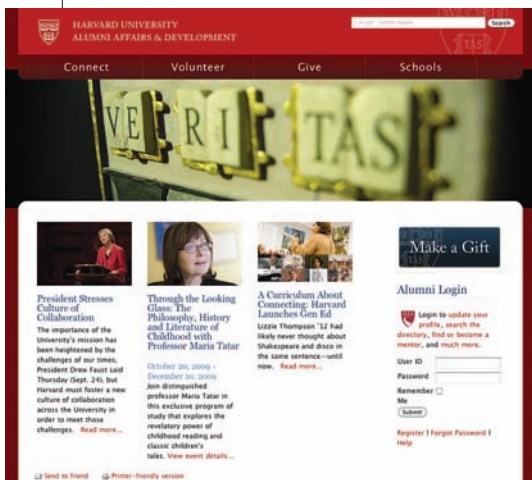 HARVARD UNIVERSITY
ALUMNI AFFAIRS & DEVELOPMENT
Google Custom Search
Search
TAS
Connect
Volunteer
Give
Schools
VE RI TAS
President Stresses
Culture of
Collaboration
The importance of the
University's mission has
been heightened by the
challenges of our times,
President Drew Faust said
Thursday (Sept. 24), but
Harvard must foster a new
culture of collaboration
across the University in
order to meet those
challenges. Read more...
Through the Looking
Glass: The
Philosophy, History
and Literature of
Childhood with
Professor Maria Tatar
October 20, 2009 -
December 10, 2009
Join distinguished
professor Maria Tatar in
this exclusive program of
study that explores the
revelatory power of
childhood reading and
classic children's
tales. View event details...
A Curriculum About
Connecting: Harvard
Launches Gen Ed
Lizzie Thompson '12 had
likely never thought about
Shakespeare and disco in
the same sentence—until
now. Read more...
Make a Gift
Alumni Login
Login to update your
profile, search the
directory, find or become a
mentor, and much more.
User ID
Password
Remember
Me
Submit
Register | Forgot Password |
Help
Send to friend
Printer-friendly version